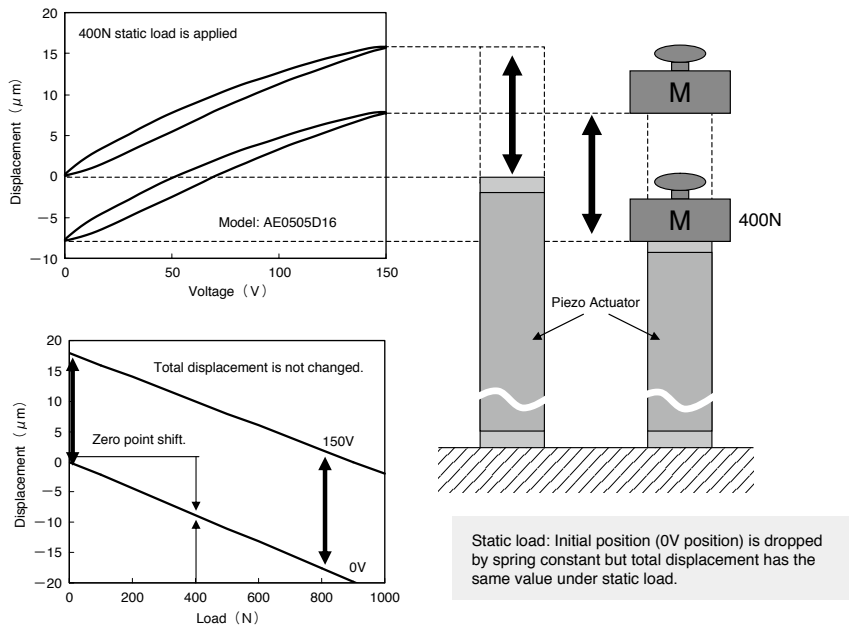 20
400N static load is applied
15
10
5
0
−5
−10
Displacement（μm）
Model: AE0505D16
0
50
100
150
Voltage（V）
M
M
400N
Piezo Actuator
20
15
10
5
0
−5
−10
−15
−20
Displacement（μm）
Total displacement is not changed.
150V
Zero point shift.
0V
0
200
400
600
800
1000
Load（N）
Static load: Initial position (0V position) is dropped
by spring constant but total displacement has the
same value under static load.